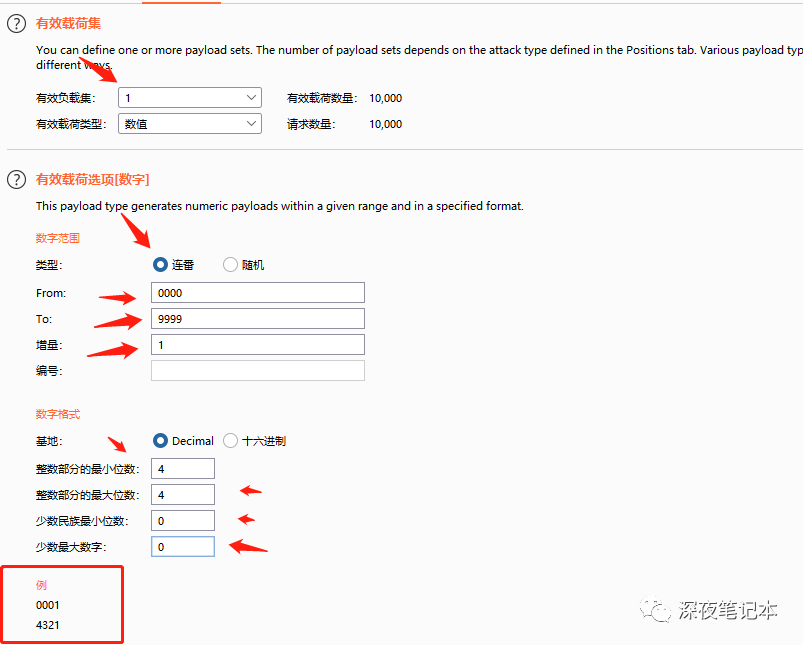 有效载荷集
You can define one or more payload sets. The number of payload sets depends on the attack type defined in the Positions tab. Various payload typ
different ways.
有效负载集： 1 有效载荷数量： 10,000
有效载荷类型： 数值 请求数量： 10,000
有效载荷选项[数字]
This payload type generates numeric payloads within a given range and in a specified format.
数字范围
类型： 连番 随机
From: 0000
To: 9999
增量： 1
编号：
数字格式
基地： Decimal 十六进制
整数部分的最小位数： 4
整数部分的最大位数： 4
少数民族最小位数： 0
少数最大数字： 0
例
0001
4321
深夜笔记本